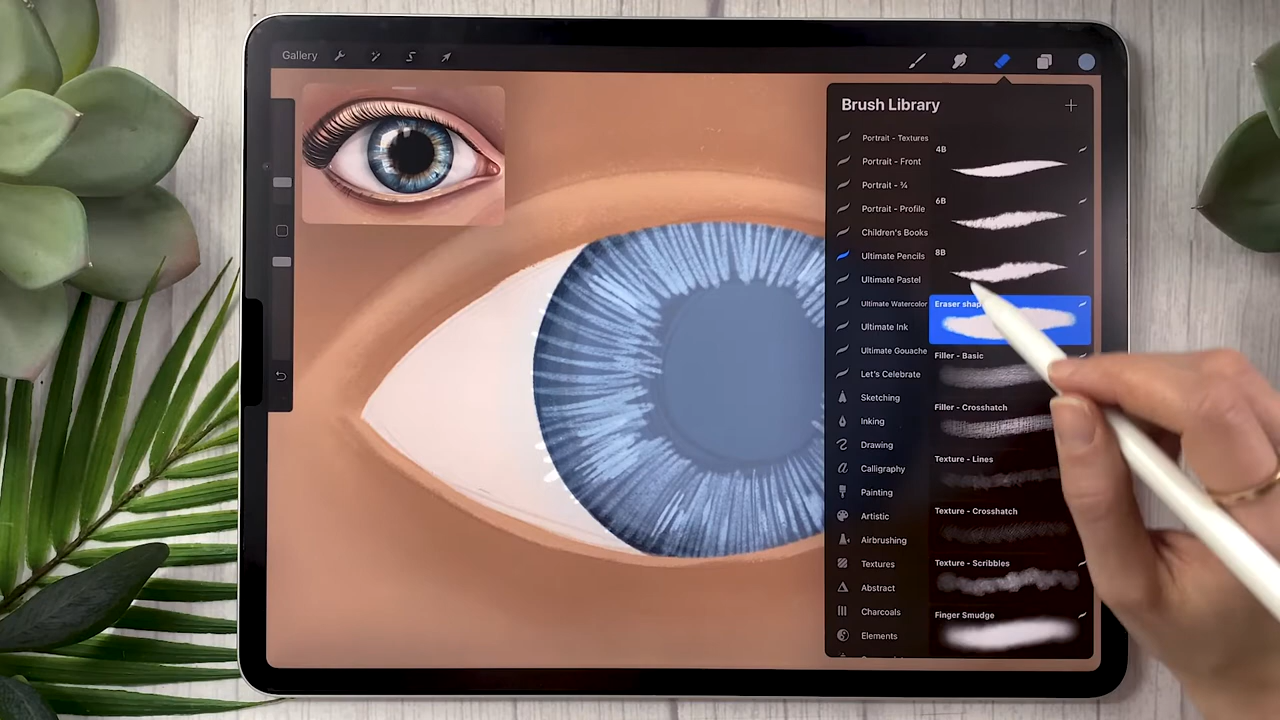 Gallery
Brush Library
Portrait - Textures
Portrait - Front
Portrait - ¾
Portrait - Profile
Children's Books
Ultimate Pencils
Ultimate Pastel
Ultimate Watercolor
Ultimate Ink
Ultimate Gouache
Let's Celebrate
Sketching
Inking
Drawing
Calligraphy
Painting
Artistic
Airbrushing
Textures
Abstract
Charcoals
Elements
4B
6B
8B
Eraser
Filler - Basic
Filler - Crosshatch
Texture - Lines
Texture - Crosshatch
Texture - Scribbles
Finger Smudge